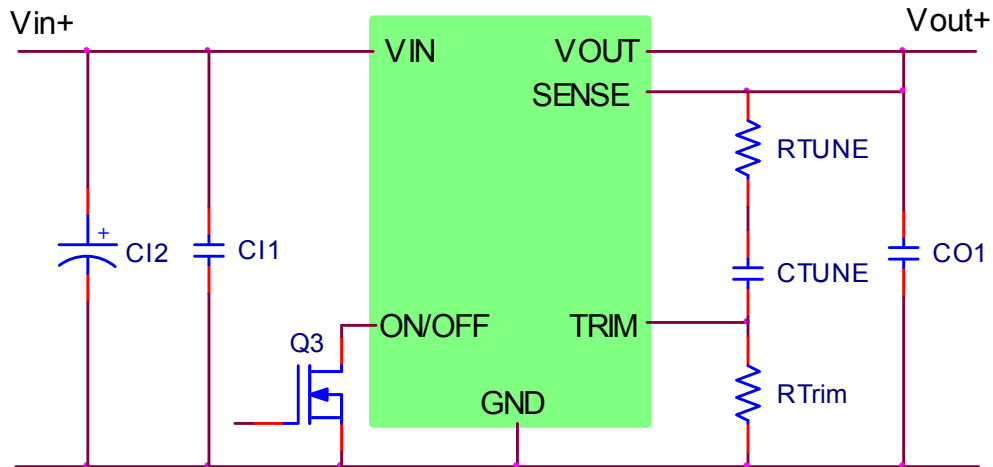 Vin+
Vout+
VIN
VOUT
SENSE
RTUNE
+
CI2
CI1
CTUNE
CO1
ON/OFF
TRIM
Q3
RTrim
GND